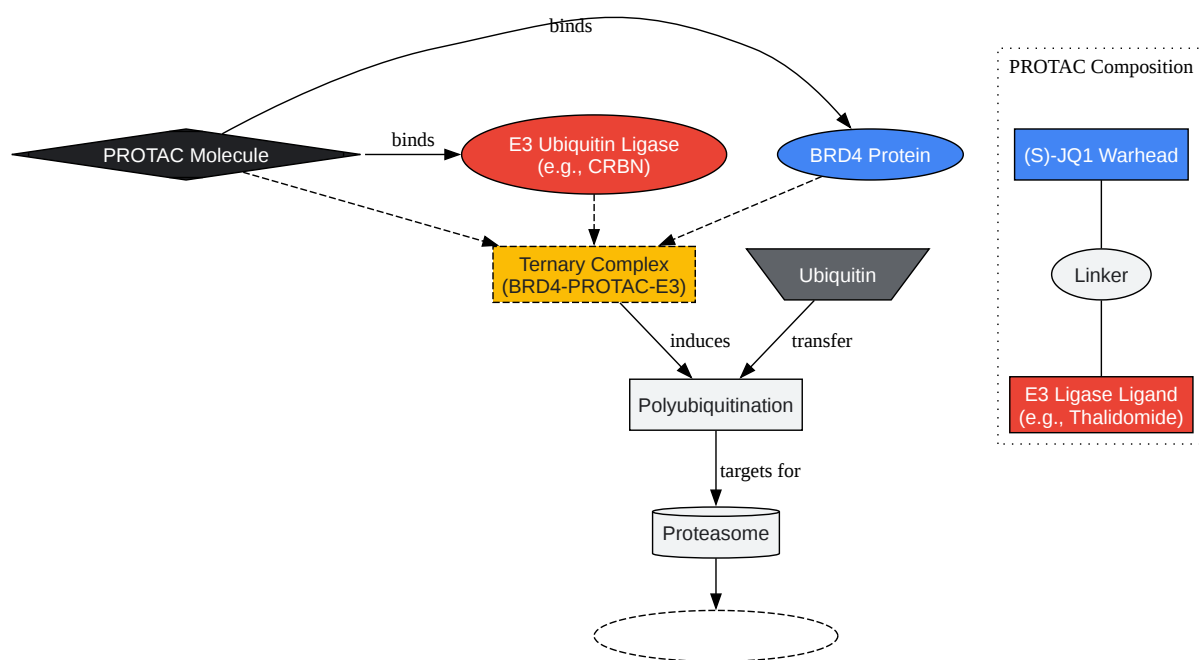 binds
PROTAC Composition
PROTAC Molecule
binds
E3 Ubiquitin Ligase
(e.g., CRBN)
BRD4 Protein
(S)-JQ1 Warhead
Ternary Complex
(BRD4-PROTAC-E3)
Ubiquitin
Linker
induces
transfer
Polyubiquitination
E3 Ligase Ligand
(e.g., Thalidomide)
targets for
Proteasome